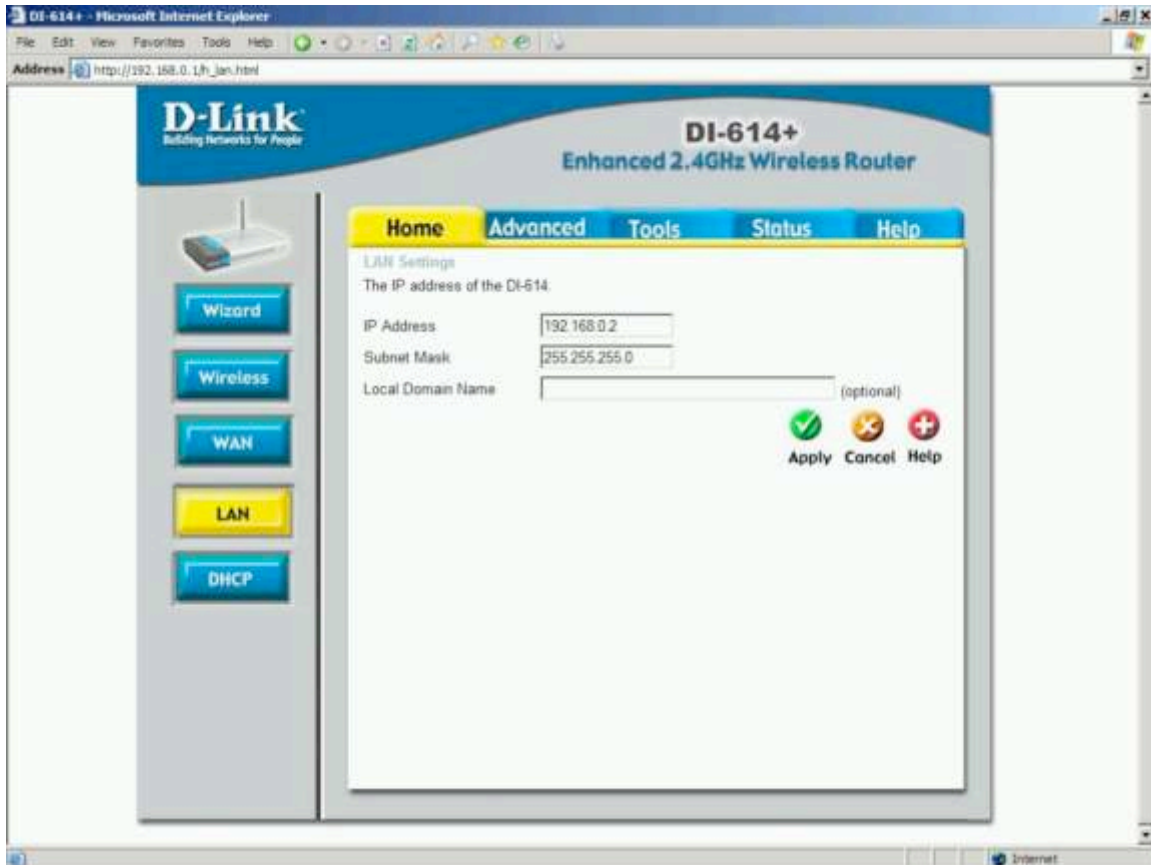 DI-614+ - Microsoft Internet Explorer
File Edit View Favorites Tools Help
Address http://192.168.0.1/h_lan.html
D-Link
Building Networks for People
DI-614+
Enhanced 2.4GHz Wireless Router
Home Advanced Tools Status Help
LAN Settings
The IP address of the DI-614.
IP Address 192.168.0.2
Subnet Mask 255.255.255.0
Local Domain Name (optional)
Apply Cancel Help
Wizard
Wireless
WAN
LAN
DHCP
Internet